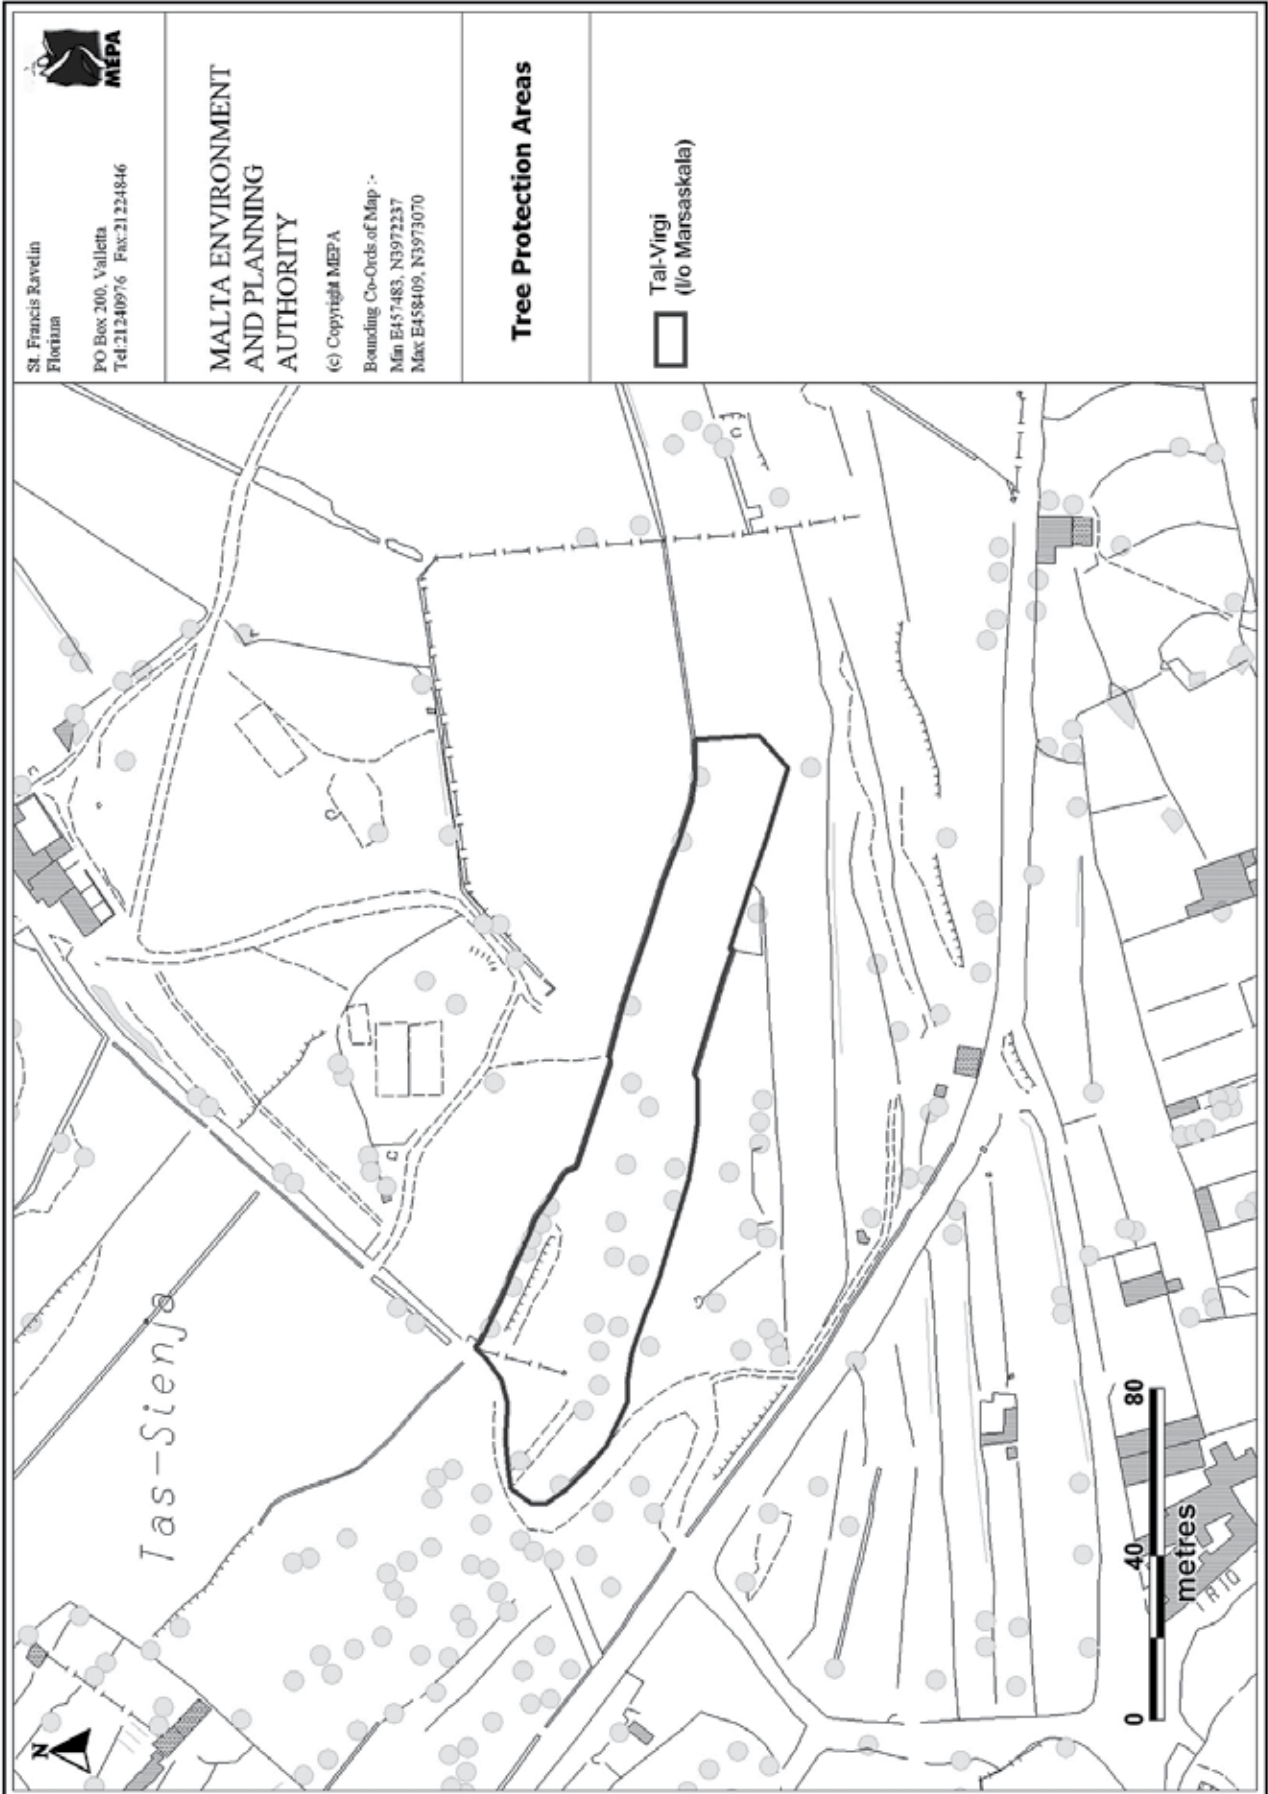 MEPA
St. Francis Ravelin
Floriana
PO Box 200, Valletta
Tel:21240976 Fax:21224846
MALTA ENVIRONMENT
AND PLANNING
AUTHORITY
(c) Copyright MEPA
Bounding Co-Ords of Map :-
Min E457483, N3972237
Max E458409, N3973070
Tree Protection Areas
Tal-Virgi
(l/o Marsaskala)
N
Tas-Sienja
0 40 80
metres
TRIQ